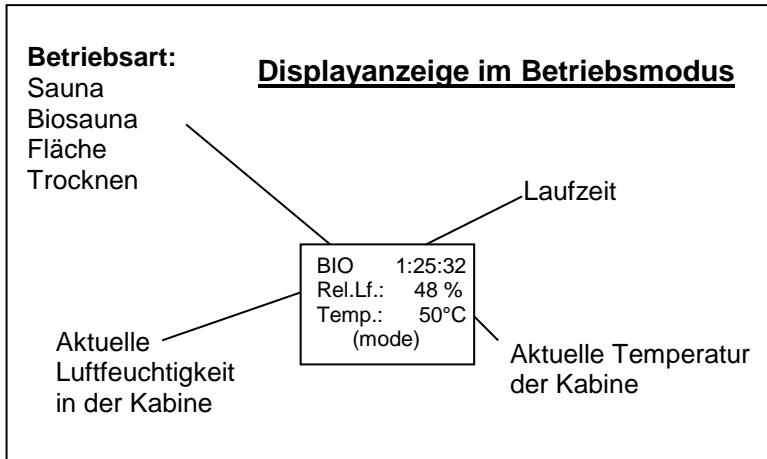 Betriebsart:
Sauna
Biosauna
Fläche
Trocknen
Displayanzeige im Betriebsmodus
Laufzeit
BIO 1:25:32
Rel.Lf.: 48 %
Temp.: 50°C
(mode)
Aktuelle
Luftfeuchtigkeit
in der Kabine
Aktuelle Temperatur
der Kabine